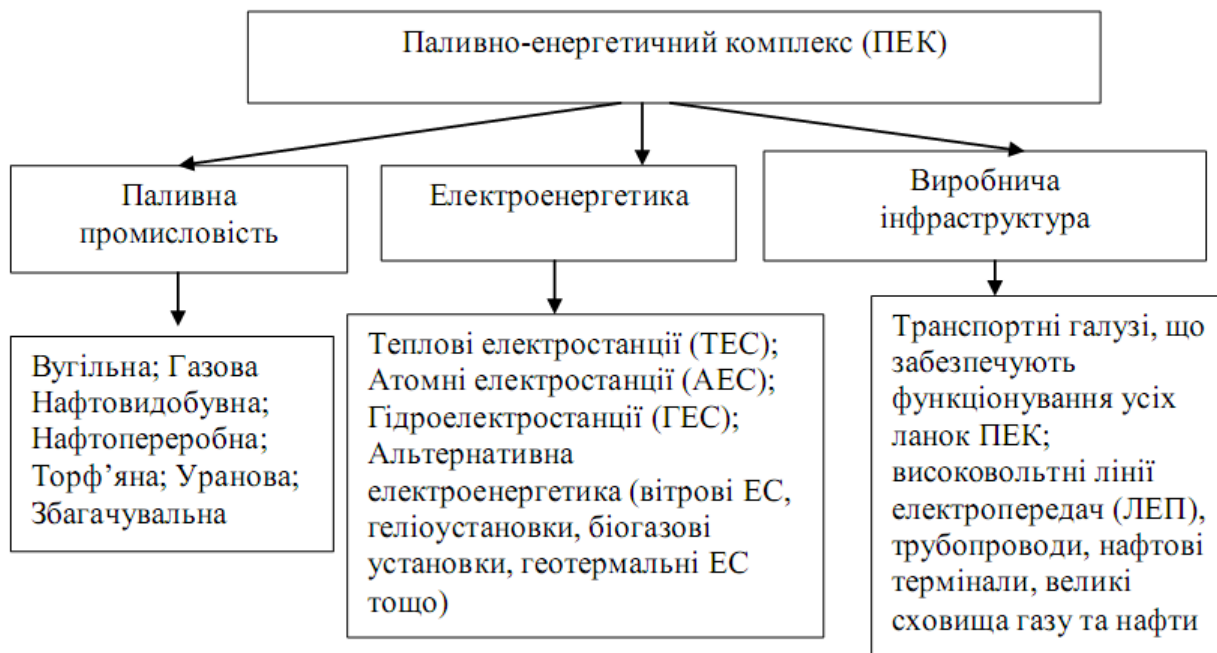 Паливно-енергетичний комплекс (ПЕК)
Паливна
промисловість
Електроенергетика
Виробнича
інфраструктура
Вугільна; Газова
Нафтовидобувна;
Нафтопереробна;
Торф’яна; Уранова;
Збагачувальна
Теплові електростанції (ТЕС);
Атомні електростанції (АЕС);
Гідроелектростанції (ГЕС);
Альтернативна
електроенергетика (вітрові ЕС,
геліоустановки, біогазові
установки, геотермальні ЕС
тощо)
Транспортні галузі, що
забезпечують
функціонування усіх
ланок ПЕК;
високовольтні лінії
електропередач (ЛЕП),
трубопроводи, нафтові
термінали, великі
сховища газу та нафти